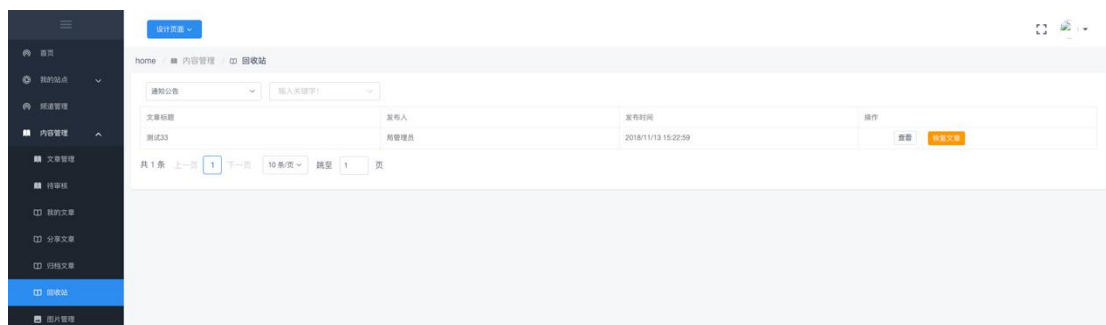 设计页面
首页
我的站点
频道管理
内容管理
文章管理
待审核
我的文章
分享文章
归档文章
回收站
图片管理
home / 内容管理 / 回收站
通知公告 输入关键字!
文章标题 发布人 发布时间 操作
测试33 局管理员 2018/11/13 15:22:59 查看 恢复文章
共 1 条 上一页 1 下一页 10 条/页 跳至 1 页